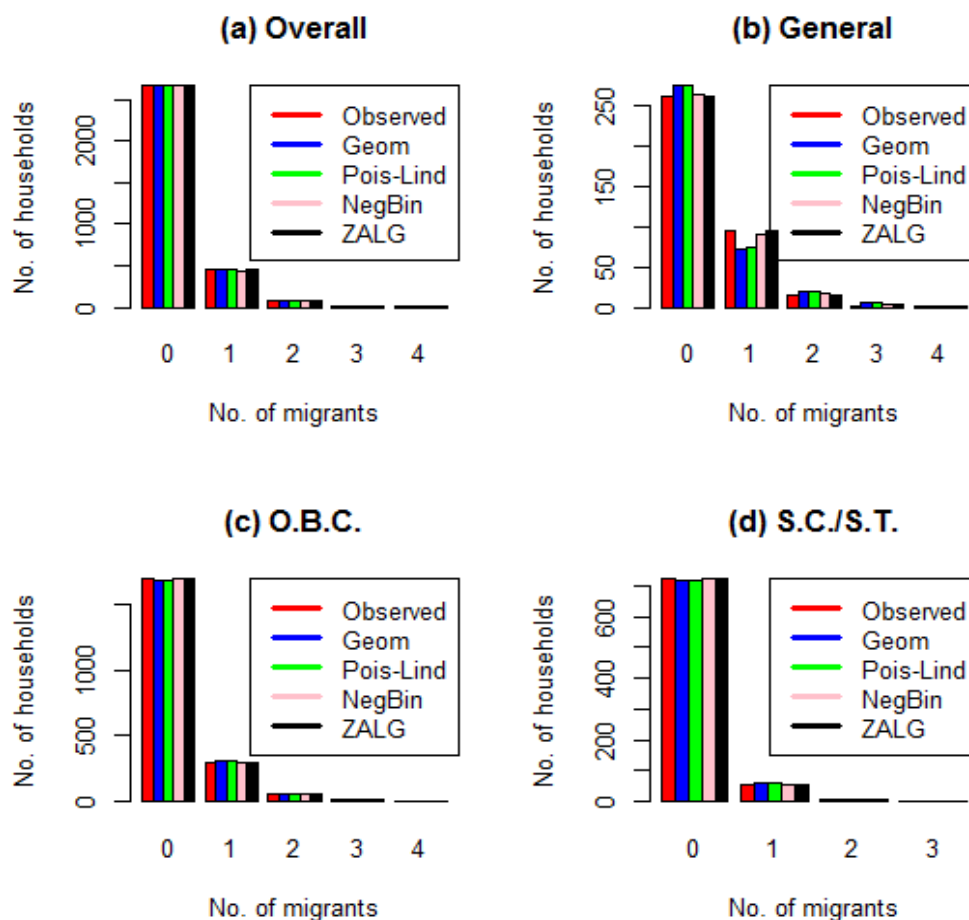 (a) Overall
No. of households
0
1000
2000
Observed
Geom
Pois-Lind
NegBin
ZALG
0 1 2 3 4
No. of migrants
(b) General
No. of households
0
50
150
250
Observed
Geom
Pois-Lind
NegBin
ZALG
0 1 2 3 4
No. of migrants
(c) O.B.C.
No. of households
0
500
1000
Observed
Geom
Pois-Lind
NegBin
ZALG
0 1 2 3 4
No. of migrants
(d) S.C./S.T.
No. of households
0
200
400
600
Observed
Geom
Pois-Lind
NegBin
ZALG
0 1 2 3
No. of migrants